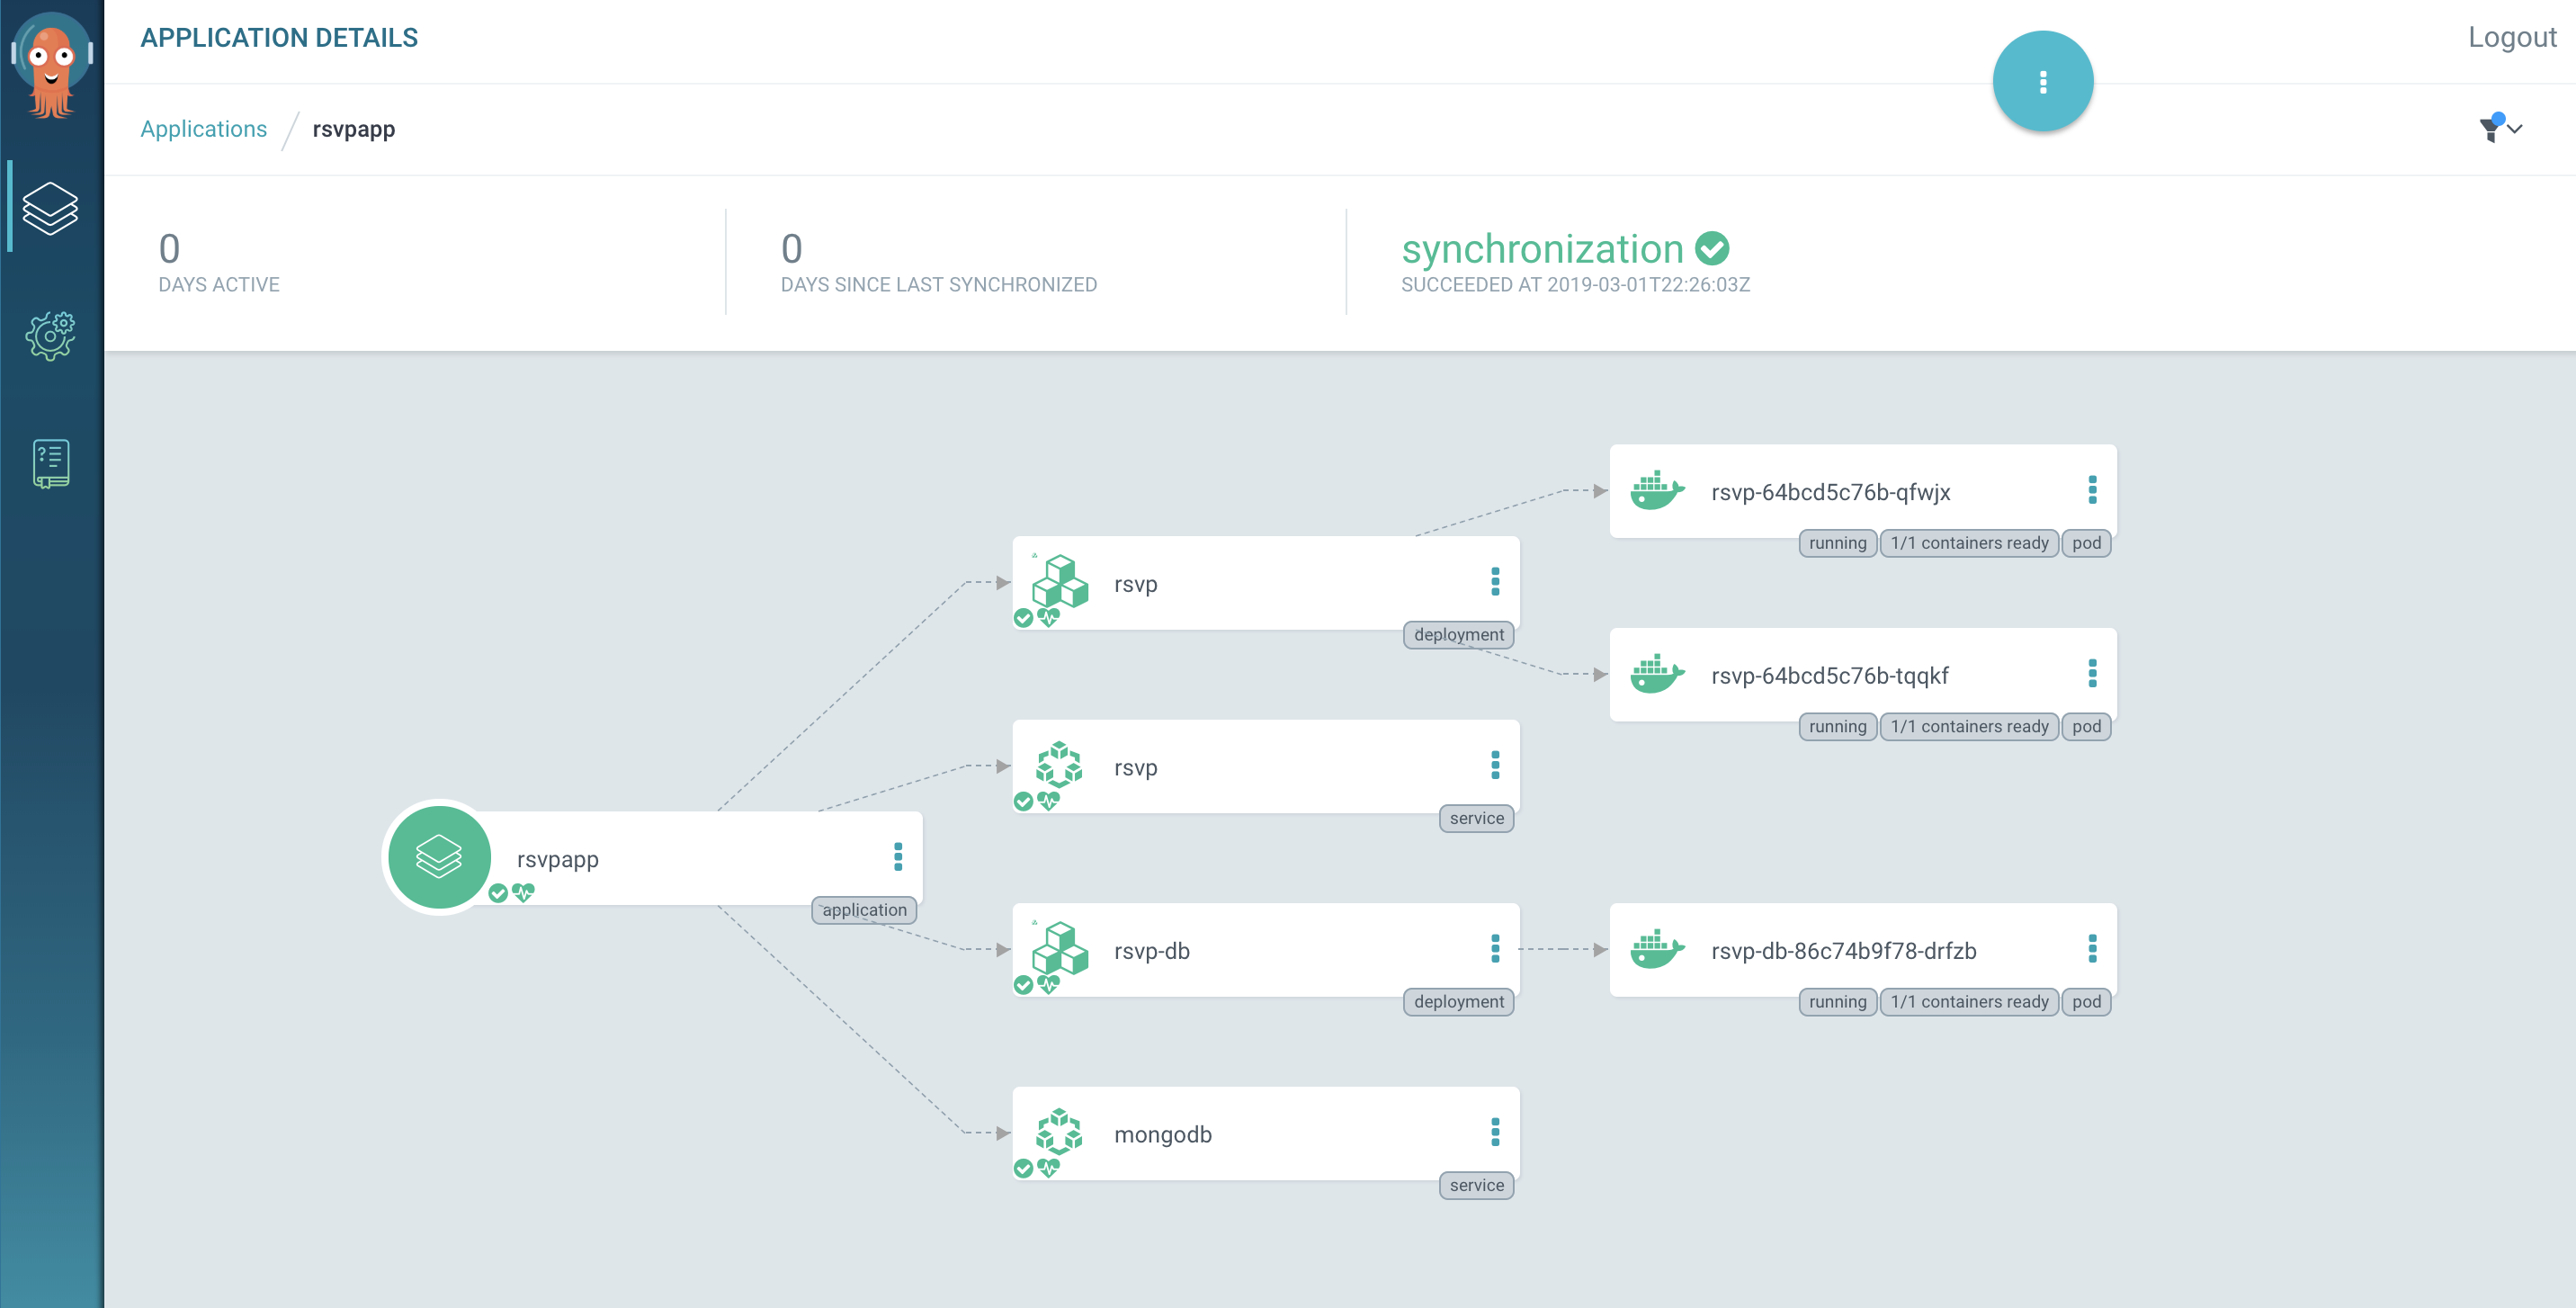 APPLICATION DETAILS
Logout
Applications / rsvpapp
0
DAYS ACTIVE
0
DAYS SINCE LAST SYNCHRONIZED
synchronization
SUCCEEDED AT 2019-03-01T22:26:03Z
rsvpapp
application
rsvp
deployment
rsvp
service
rsvp-db
deployment
mongodb
service
rsvp-64bcd5c76b-qfwjx
running 1/1 containers ready pod
rsvp-64bcd5c76b-tqqkf
running 1/1 containers ready pod
rsvp-db-86c74b9f78-drfzb
running 1/1 containers ready pod